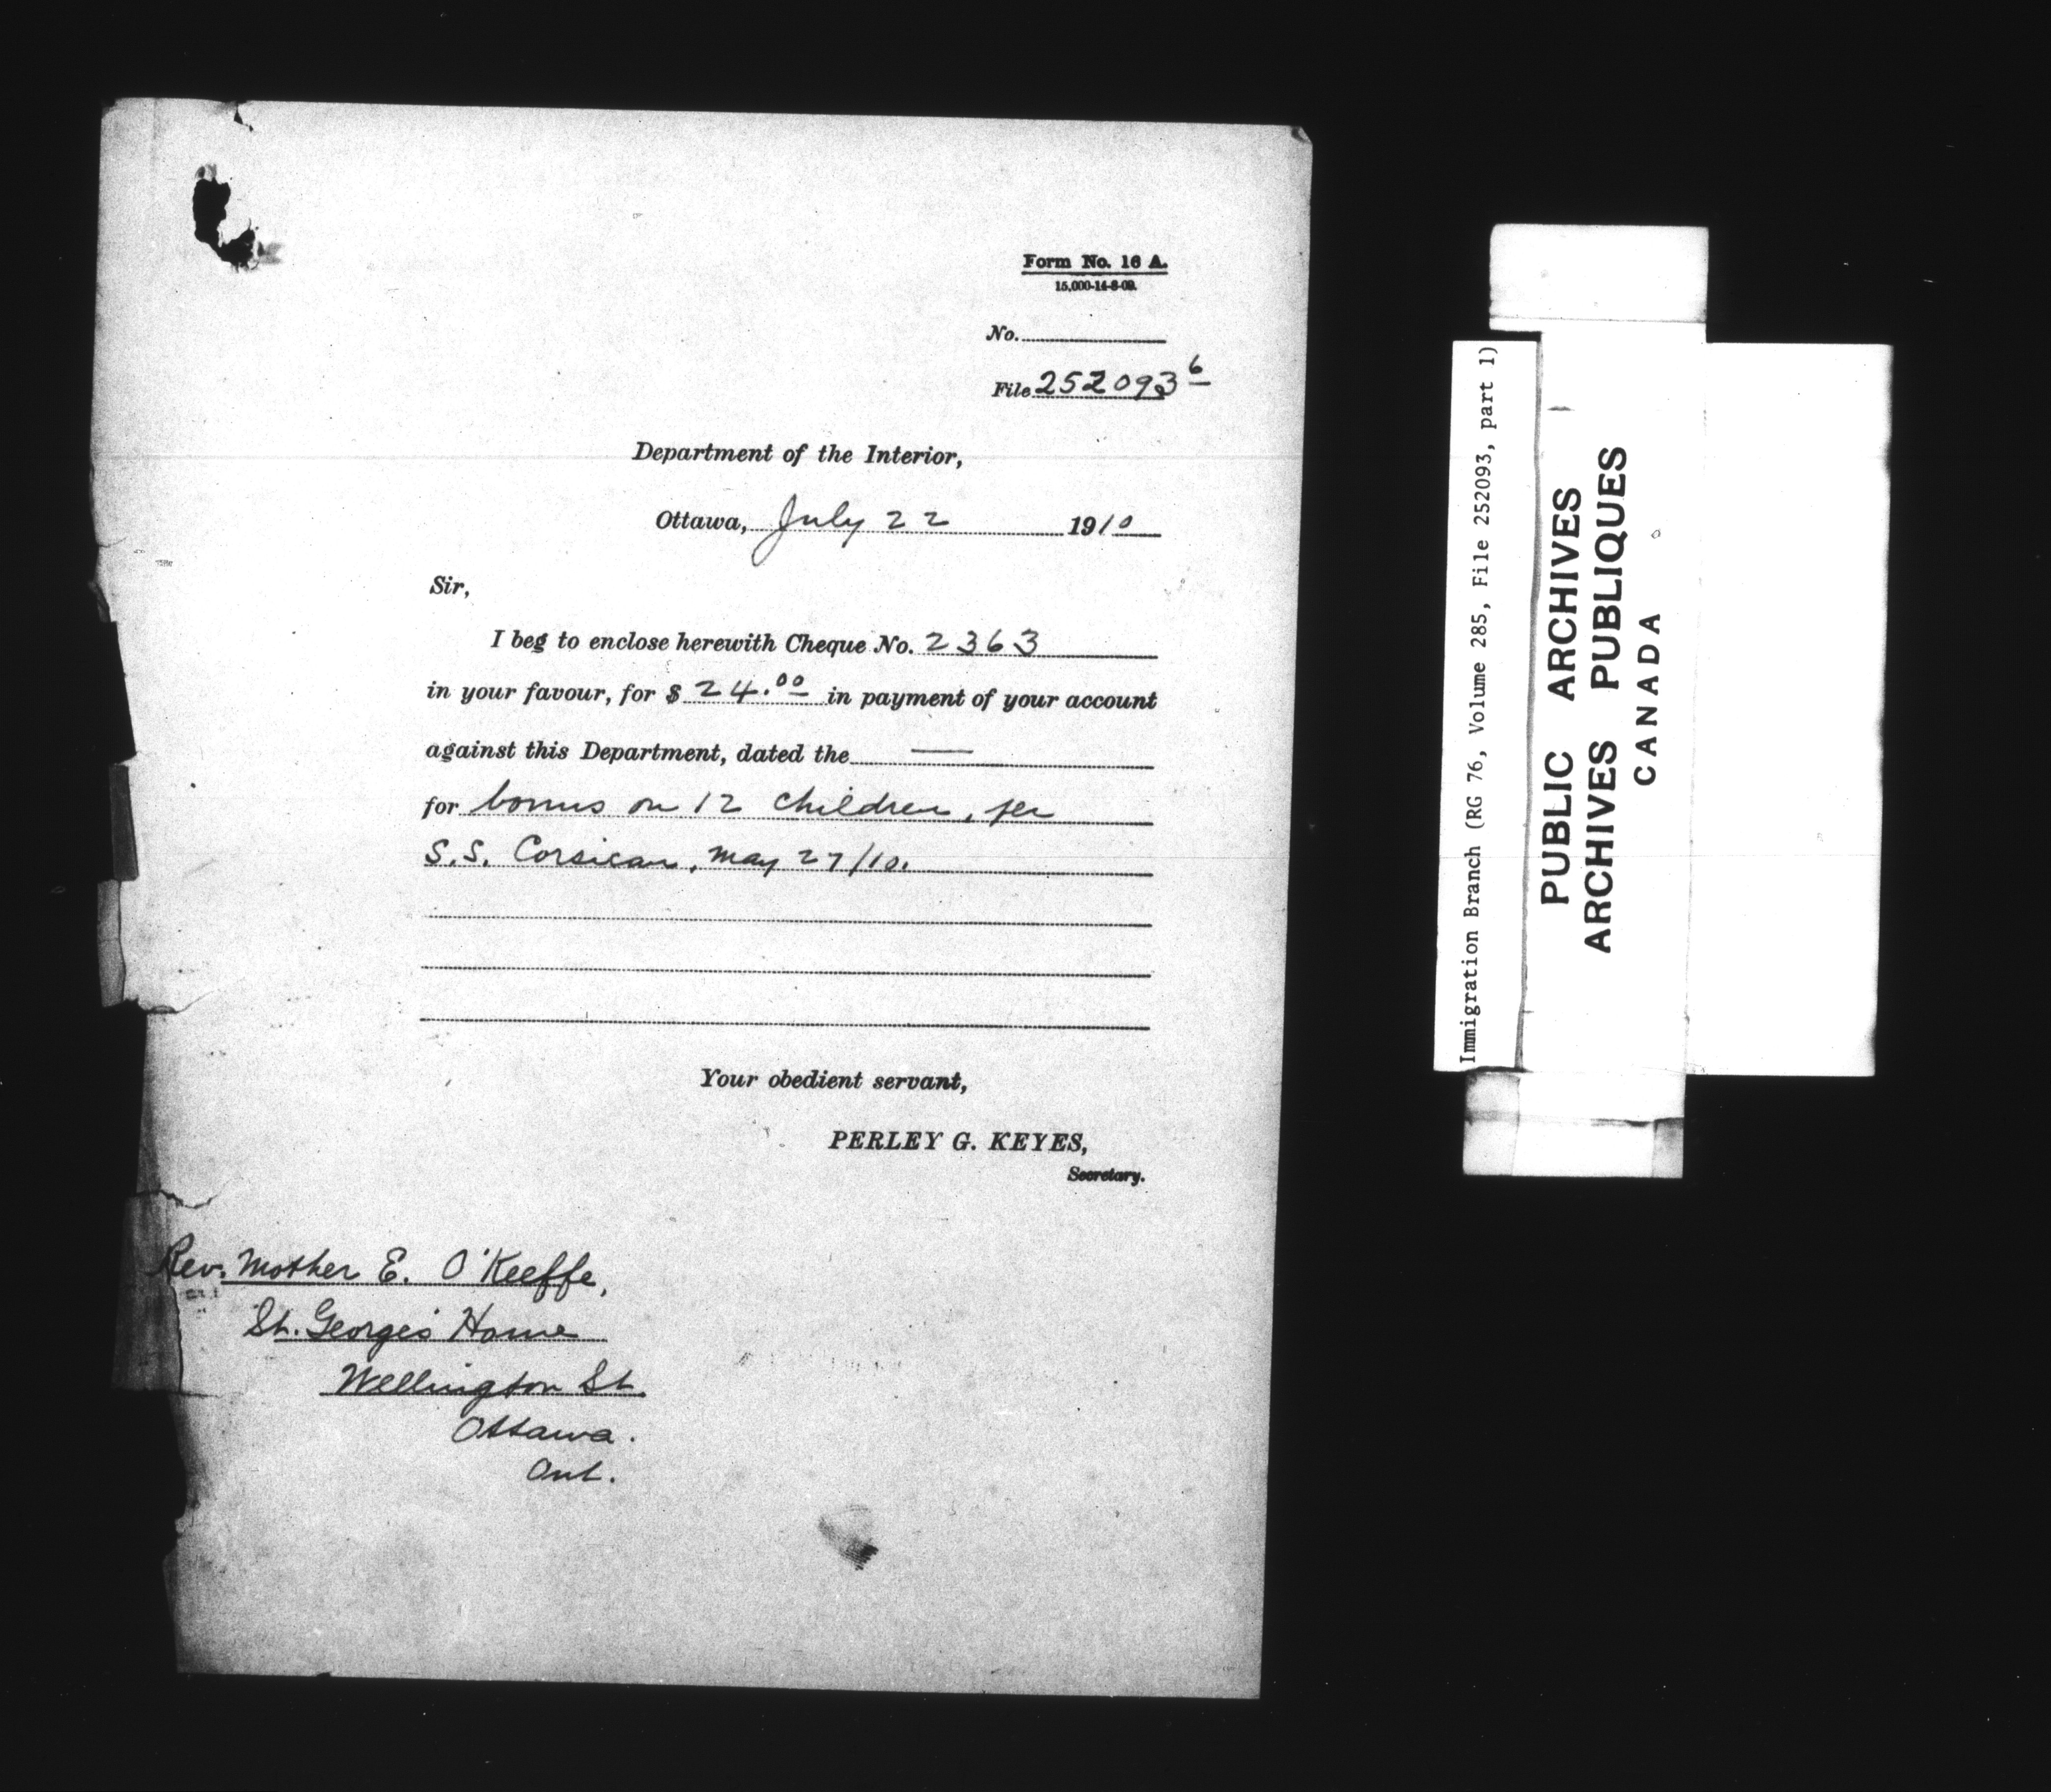 Form No. 16 A.
15,000-14-8-09.
No.
File 252093 6
Department of the Interior,
Ottawa, July 22 1910
Sir,
I beg to enclose herewith Cheque No. 2363
in your favour, for $ 24.00 in payment of your account
against this Department, dated the —
for bonus on 12 children, per
S.S. Corsican, May 27/10.
Your obedient servant,
PERLEY G. KEYES,
Secretary.
Rev. Mother E. O'Keeffe,
St. George's Home
Wellington St.
Ottawa.
Ont.
Immigration Branch (RG 76, Volume 285, File 252093, part 1)
PUBLIC ARCHIVES
ARCHIVES PUBLIQUES
CANADA